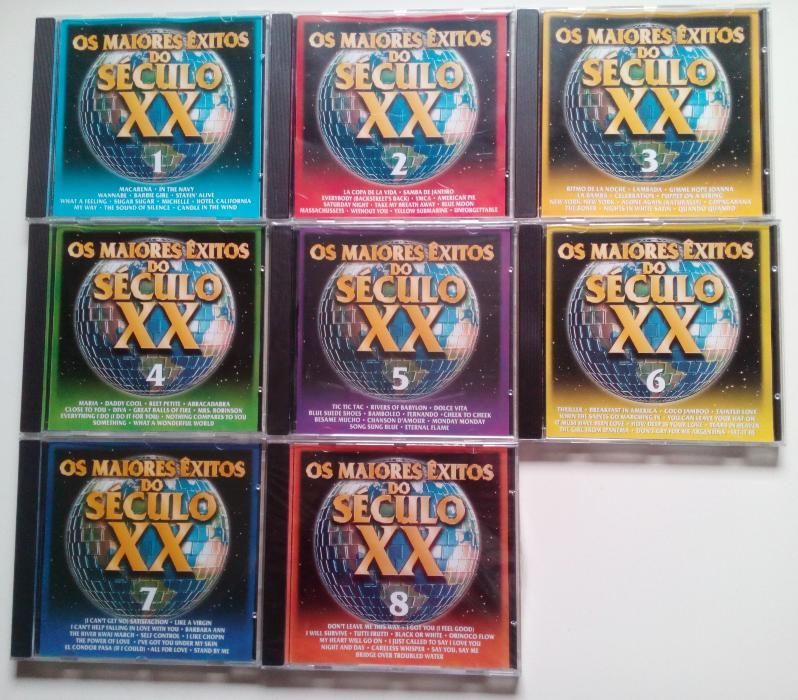 OS MAIORES ÊXITOS
DO
SÉCULO
XX
1
MACARENA • IN THE NAVY
WANNABE • BARBIE GIRL • STAYIN' ALIVE
WHAT A FEELING • SUGAR SUGAR • MICHELLE • HOTEL CALIFORNIA
MY WAY • THE SOUND OF SILENCE • CANDLE IN THE WIND
OS MAIORES ÊXITOS
DO
SÉCULO
XX
2
LA COPA DE LA VIDA • SAMBA DE JANEIRO
EVERYBODY (BACKSTREET'S BACK) • YMCA • AMERICAN PIE
SATURDAY NIGHT • TAKE MY BREATH AWAY • BLUE MOON
MASSACHUSSETS • WITHOUT YOU • YELLOW SUBMARINE • UNFORGETTABLE
OS MAIORES ÊXITOS
DO
SÉCULO
XX
3
RITMO DE LA NOCHE • LAMBADA • GIMME HOPE JOANNA
LA BAMBA • CELEBRATION • PUPPET ON A STRING
NEW YORK, NEW YORK • ALONE AGAIN (NATURALLY) • COPACABANA
THE BOXER • NIGHTS IN WHITE SATIN • QUANDO QUANDO
OS MAIORES ÊXITOS
DO
SÉCULO
XX
4
MARIA • DADDY COOL • REET PETITE • ABRACADABRA
CLOSE TO YOU • DIVA • GREAT BALLS OF FIRE • MRS. ROBINSON
EVERYTHING I DO (I DO IT FOR YOU) • NOTHING COMPARES TO YOU
SOMETHING • WHAT A WONDERFUL WORLD
OS MAIORES ÊXITOS
DO
SÉCULO
XX
5
TIC TIC TAC • RIVERS OF BABYLON • DOLCE VITA
BLUE SUEDE SHOES • BAMBOLEO • FERNANDO • CHEEK TO CHEEK
BESAME MUCHO • CHANSON D'AMOUR • MONDAY MONDAY
SONG SUNG BLUE • ETERNAL FLAME
OS MAIORES ÊXITOS
DO
SÉCULO
XX
6
THRILLER • BREAKFAST IN AMERICA • COCO JAMBOO • TAINTED LOVE
WHEN THE SAINTS GO MARCHING IN • YOU CAN LEAVE YOUR HAT ON
IT MUST HAVE BEEN LOVE • HOW DEEP IS YOUR LOVE • TEARS IN HEAVEN
THE GIRL FROM IPANEMA • DON'T CRY FOR ME ARGENTINA • LET IT BE
OS MAIORES ÊXITOS
DO
SÉCULO
XX
7
(I CAN'T GET NO) SATISFACTION • LIKE A VIRGIN
I CAN'T HELP FALLING IN LOVE WITH YOU • BARBARA ANN
THE RIVER KWAI MARCH • SELF CONTROL • I LIKE CHOPIN
THE POWER OF LOVE • I'VE GOT YOU UNDER MY SKIN
EL CONDOR PASA (IF I COULD) • ALL FOR LOVE • STAND BY ME
OS MAIORES ÊXITOS
DO
SÉCULO
XX
8
DON'T LEAVE ME THIS WAY • I GOT YOU (I FEEL GOOD)
I WILL SURVIVE • TUTTI FRUTTI • BLACK OR WHITE • ORINOCO FLOW
MY HEART WILL GO ON • I JUST CALLED TO SAY I LOVE YOU
NIGHT AND DAY • CARELESS WHISPER • SAY YOU, SAY ME
BRIDGE OVER TROUBLED WATER